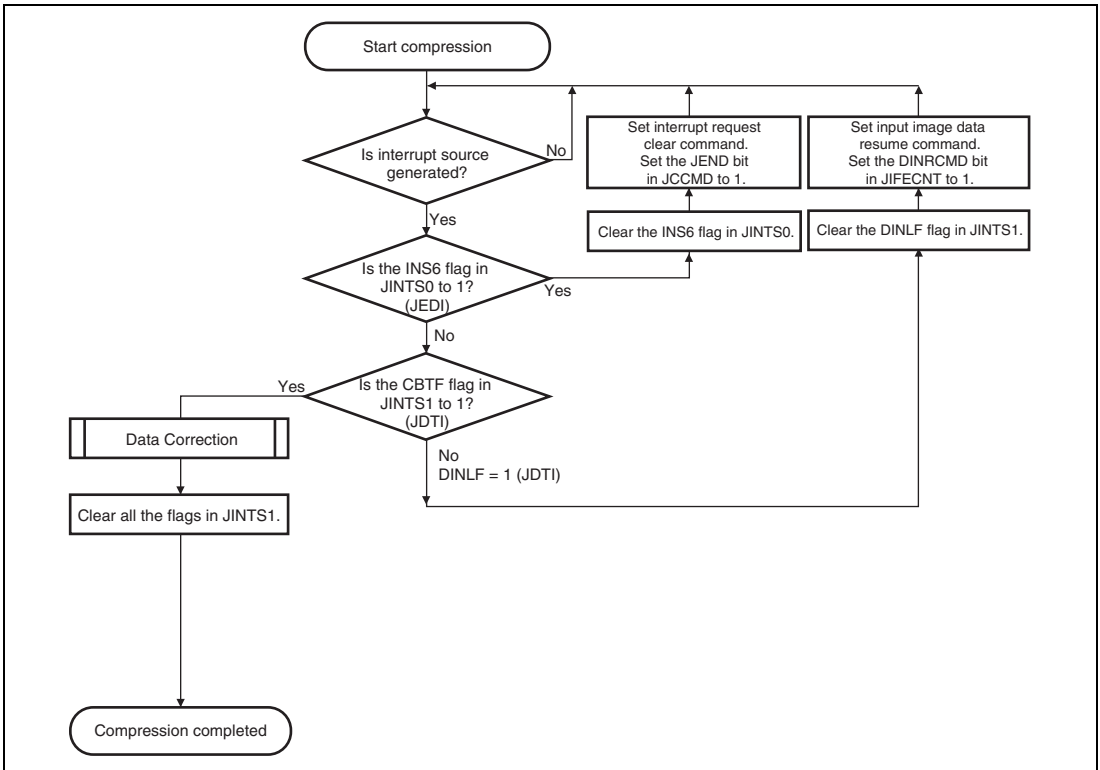 Start compression
Is interrupt source
generated?
No
Set interrupt request
clear command.
Set the JEND bit
in JCCMD to 1.
Set input image data
resume command.
Set the DINRCMD bit
in JIFECNT to 1.
Yes
Clear the INS6 flag in JINTS0.
Clear the DINLF flag in JINTS1.
Is the INS6 flag in
JINTS0 to 1?
(JEDI)
Yes
No
Is the CBTF flag in
JINTS1 to 1?
(JDTI)
Yes
Data Correction
No
DINLF = 1 (JDTI)
Clear all the flags in JINTS1.
Compression completed